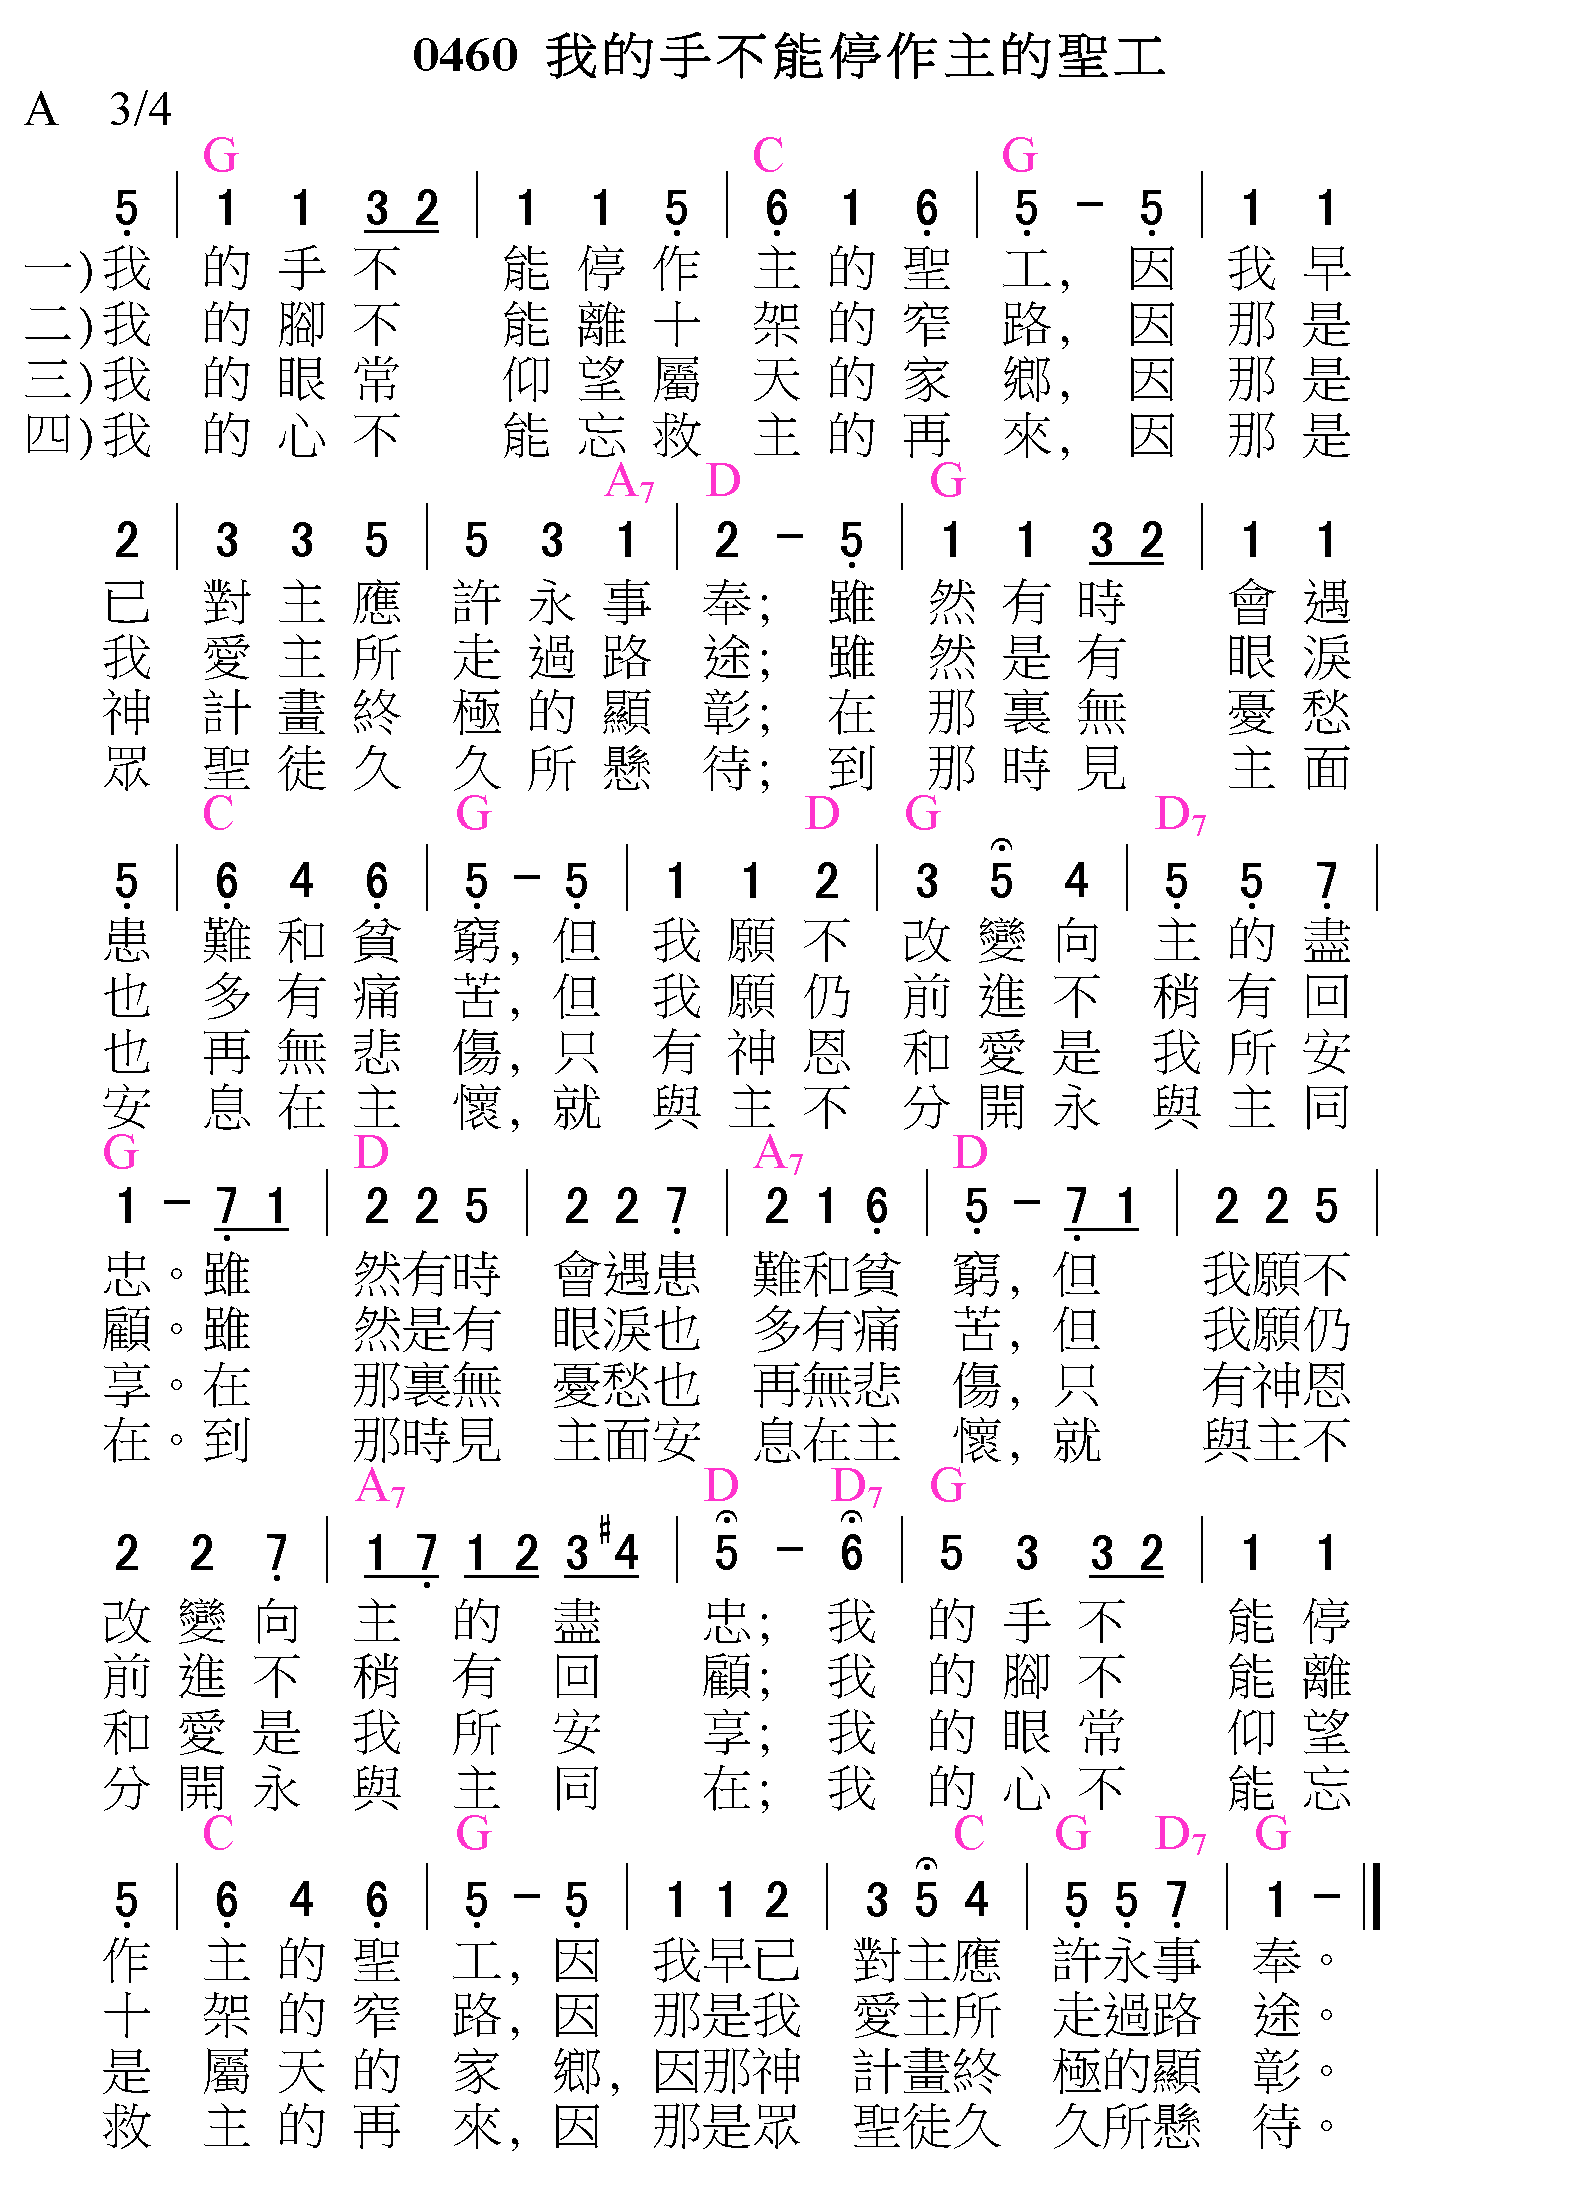 0460 我的手不能停作主的聖工
A 3/4
G C G
5̣ | 1 1 3 2 | 1 1 5̣ | 6̣ 1 6̣ | 5̣ – 5̣ | 1 1
一)我 的手不 能停作 主的聖 工, 因 我早
二)我 的腳不 能離十 架的窄 路, 因 那是
三)我 的眼常 仰望屬 天的家 鄉, 因 那是
四)我 的心不 能忘救 主的再 來, 因 那是
A7 D G
2 | 3 3 5 | 5 3 1 | 2 – 5̣ | 1 1 3 2 | 1 1
已 對主應 許永事 奉; 雖 然有時 會遇
我 愛主所 走過路 途; 雖 然是有 眼淚
神 計畫終 極的顯 彰; 在 那裏無 憂愁
眾 聖徒久 久所懸 待; 到 那時見 主面
C G D G D7
5̣ | 6̣ 4 6̣ | 5̣ – 5̣ | 1 1 2 | 3 5 4 | 5̣ 5̣ 7̣ |
患 難和貧 窮, 但 我願不 改變向 主的盡
也 多有痛 苦, 但 我願仍 前進不 稍有回
也 再無悲 傷, 只 有神恩 和愛是 我所安
安 息在主 懷, 就 與主不 分開永 與主同
G D A7 D
1 – 7̣ 1 | 2 2 5 | 2 2 7̣ | 2 1 6̣ | 5̣ – 7̣ 1 | 2 2 5 |
忠。雖 然有時 會遇患 難和貧 窮, 但 我願不
顧。雖 然是有 眼淚也 多有痛 苦, 但 我願仍
享。在 那裏無 憂愁也 再無悲 傷, 只 有神恩
在。到 那時見 主面安 息在主 懷, 就 與主不
A7 D D7 G
2 2 7̣ | 1 7̣ 1 2 3 #4 | 5 – 6 | 5 3 3 2 | 1 1
改變向 主的盡 忠; 我 的手不 能停
前進不 稍有回 顧; 我 的腳不 能離
和愛是 我所安 享; 我 的眼常 仰望
分開永 與主同 在; 我 的心不 能忘
C G C G D7 G
5̣ | 6̣ 4 6̣ | 5̣ – 5̣ | 1 1 2 | 3 5 4 | 5̣ 5̣ 7̣ | 1 – ‖
作 主的聖 工, 因 我早已 對主應 許永事 奉。
十 架的窄 路, 因 那是我 愛主所 走過路 途。
是 屬天的 家 鄉, 因那神 計畫終 極的顯 彰。
救 主的再 來, 因 那是眾 聖徒久 久所懸 待。